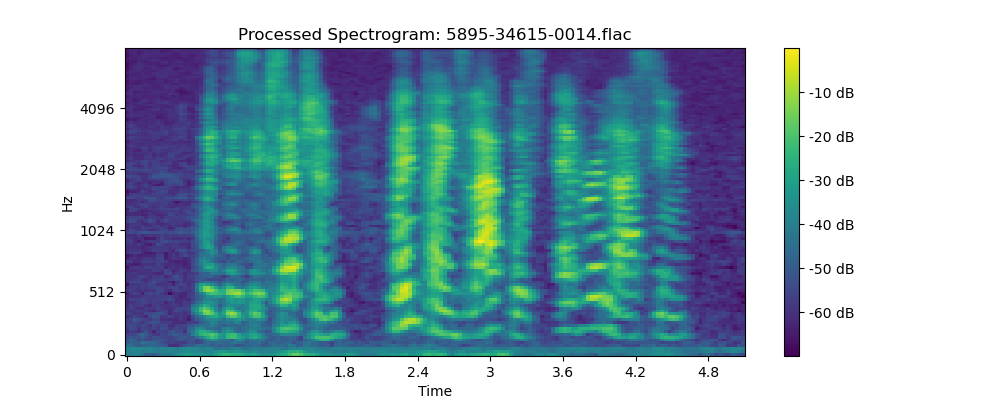 Processed Spectrogram: 5895-34615-0014.flac
Hz
4096
2048
1024
512
0
0 0.6 1.2 1.8 2.4 3 3.6 4.2 4.8
Time
-10 dB
-20 dB
-30 dB
-40 dB
-50 dB
-60 dB